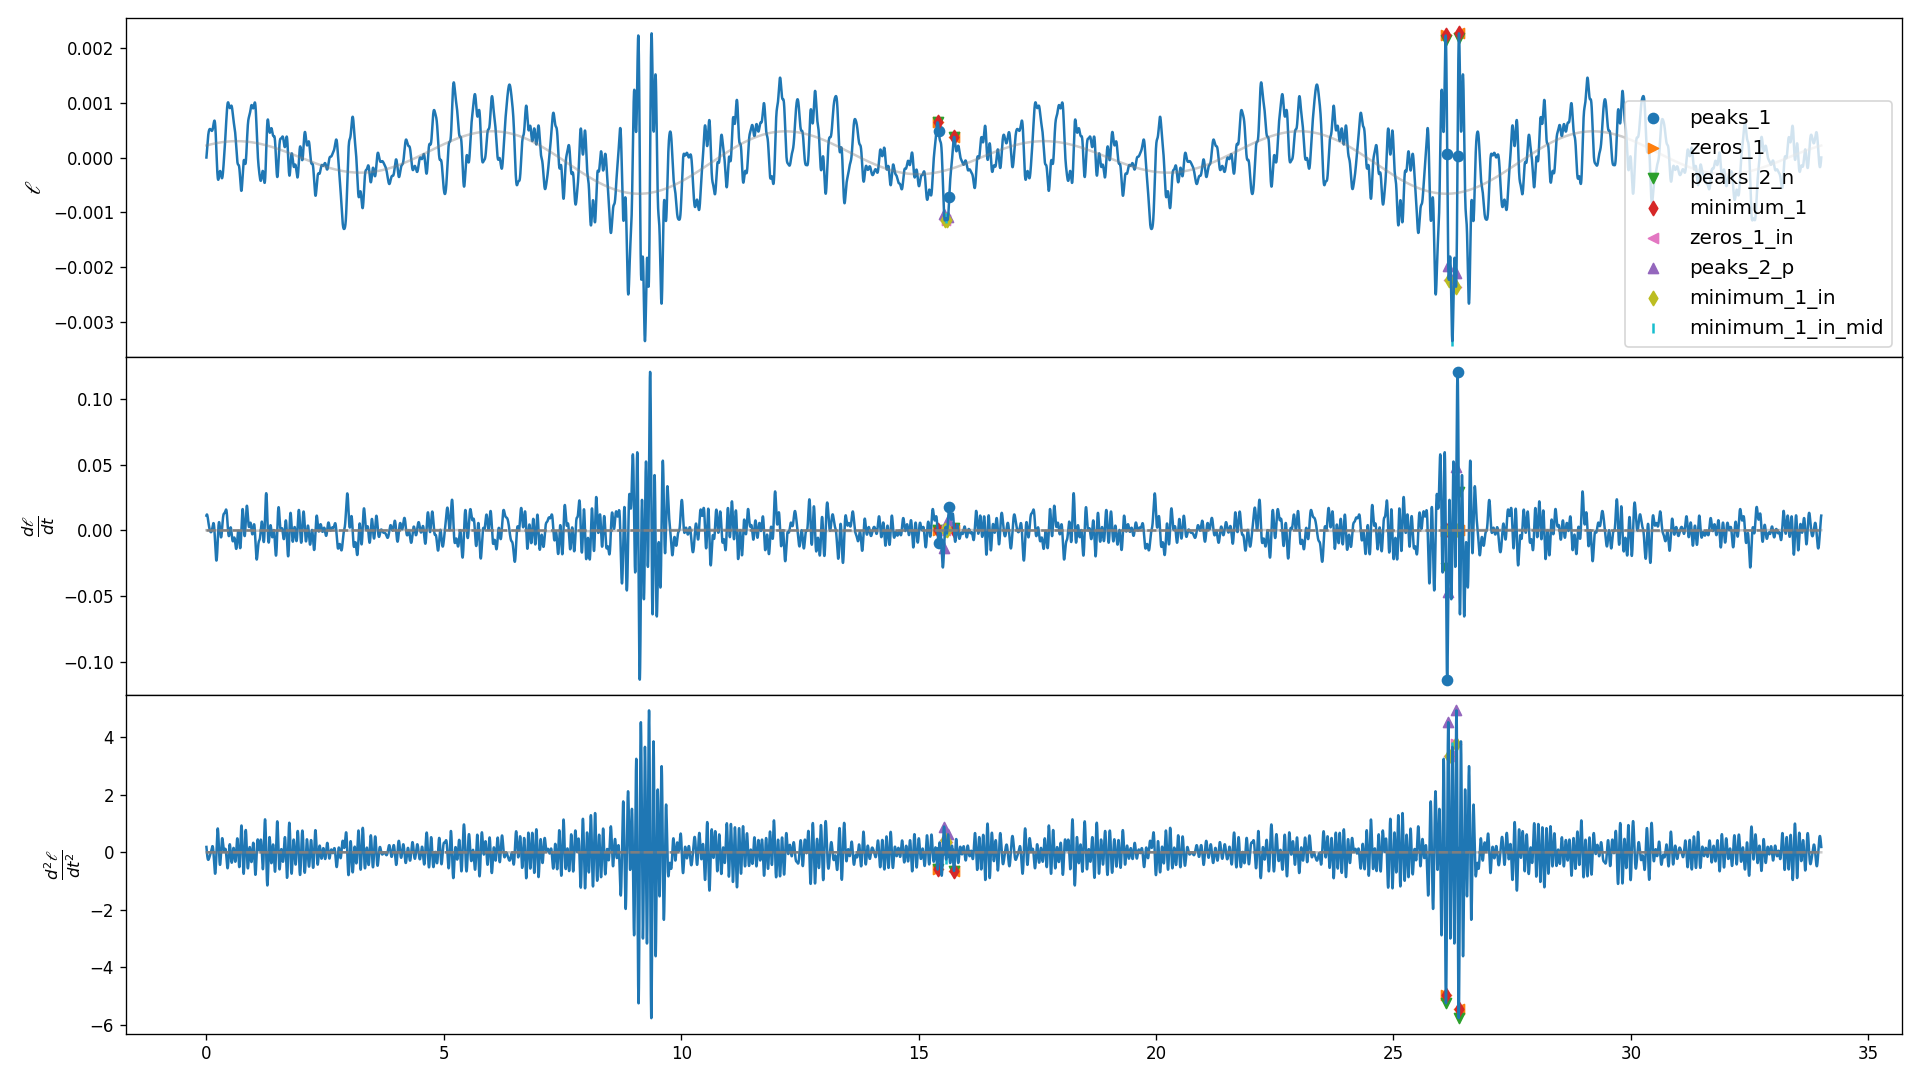 0.002
0.001
0.000
−0.001
−0.002
−0.003
ℓ
peaks_1
zeros_1
peaks_2_n
minimum_1
zeros_1_in
peaks_2_p
minimum_1_in
minimum_1_in_mid
0.10
0.05
0.00
−0.05
−0.10
dℓ
dt
4
2
0
−2
−4
−6
d²ℓ
dt²
0 5 10 15 20 25 30 35